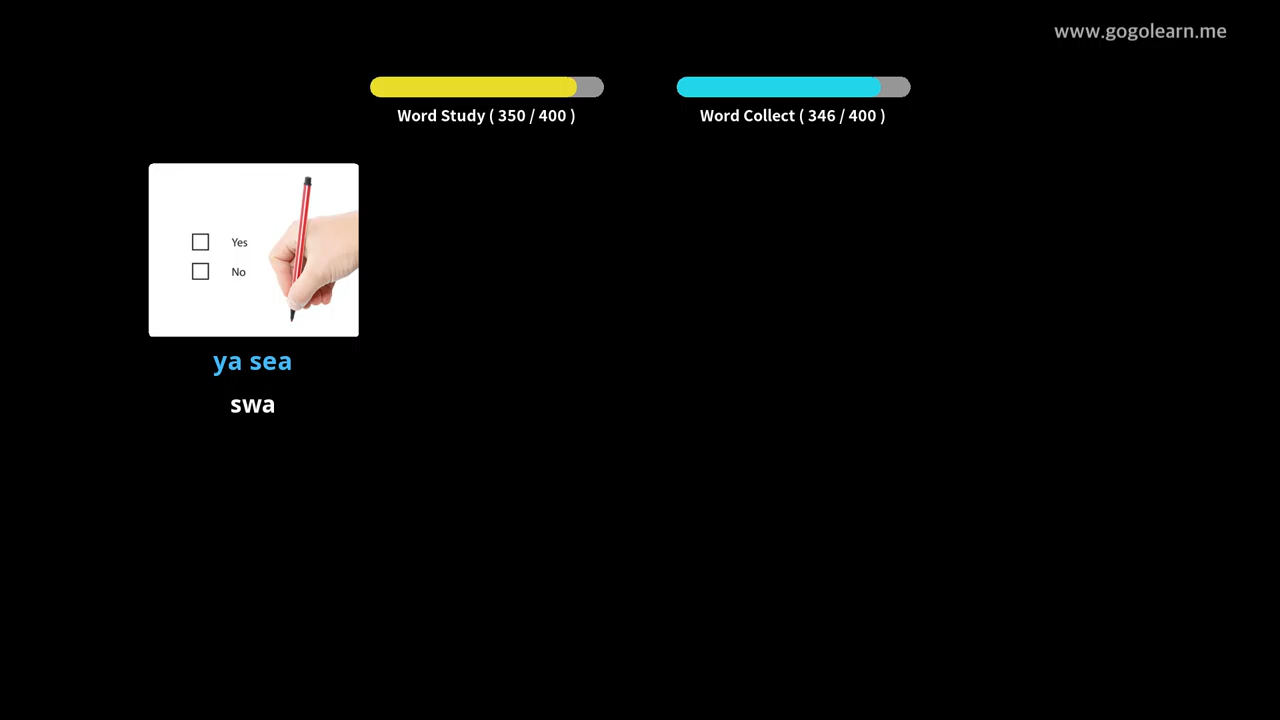 www.gogolearn.me
Word Study ( 350 / 400 )
Word Collect ( 346 / 400 )
Yes
No
ya sea
swa